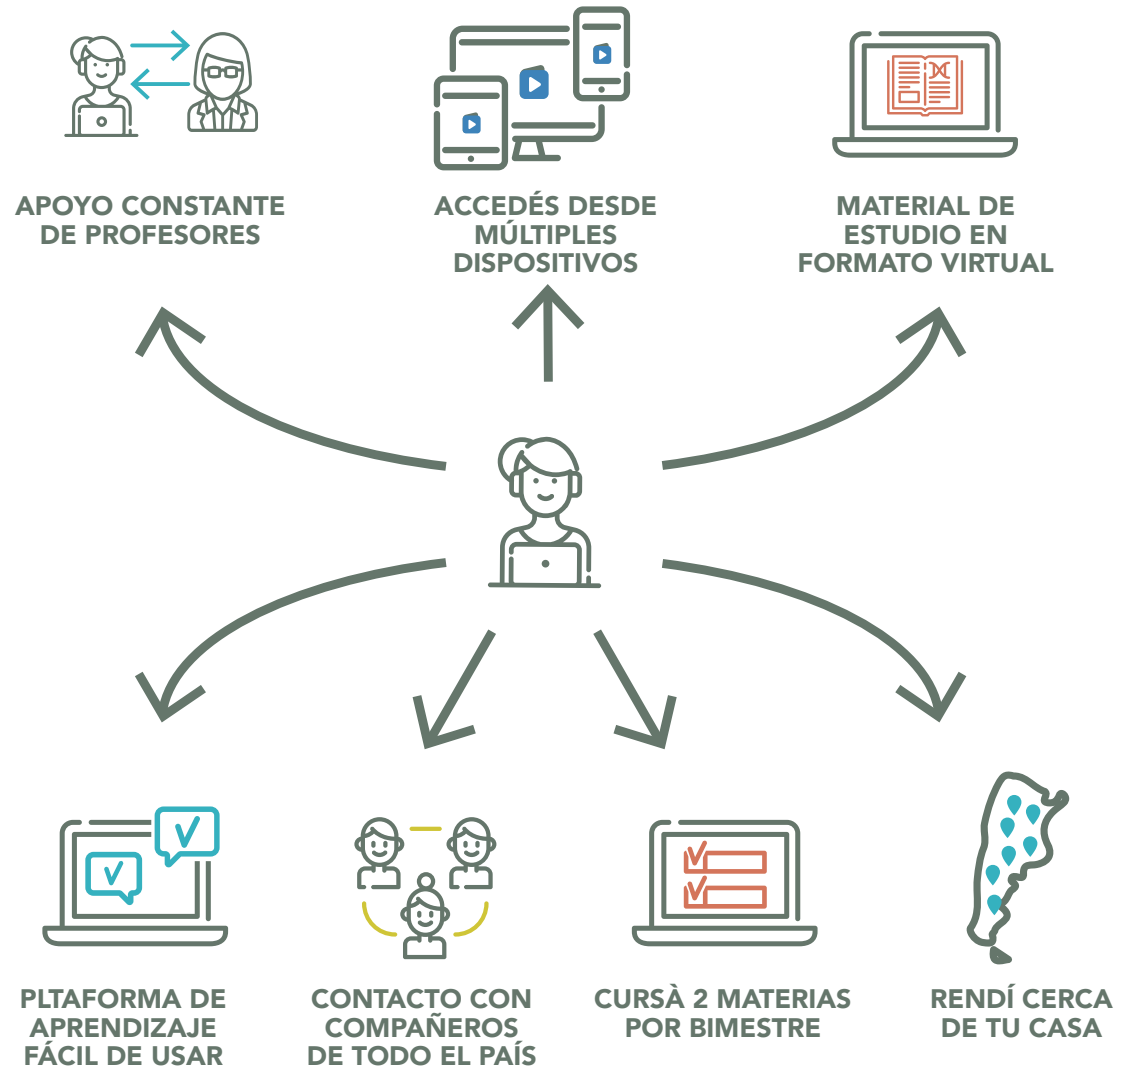 APOYO CONSTANTE
DE PROFESORES
ACCEDÉS DESDE
MÚLTIPLES
DISPOSITIVOS
MATERIAL DE
ESTUDIO EN
FORMATO VIRTUAL
PLTAFORMA DE
APRENDIZAJE
FÁCIL DE USAR
CONTACTO CON
COMPAÑEROS
DE TODO EL PAÍS
CURSÀ 2 MATERIAS
POR BIMESTRE
RENDÍ CERCA
DE TU CASA